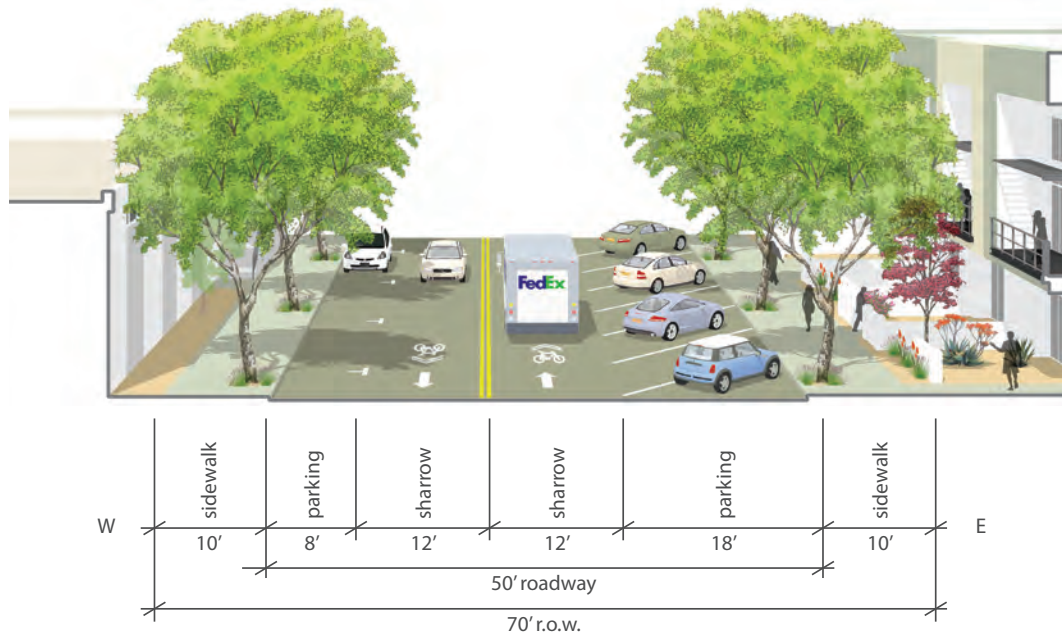 FedEx
sidewalk
parking
sharrow
sharrow
parking
sidewalk
W
E
10’
8’
12’
12’
18’
10’
50’ roadway
70’ r.o.w.